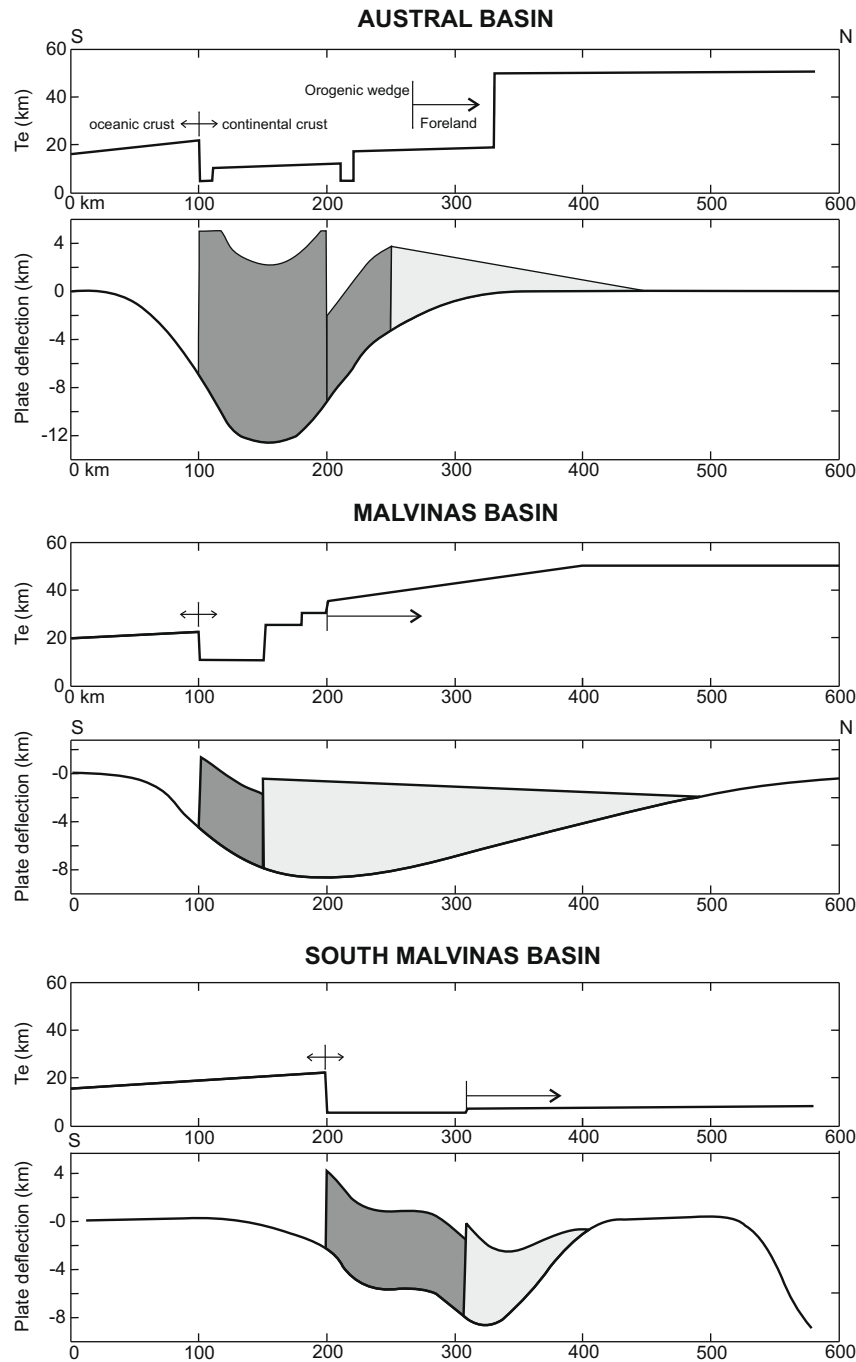 AUSTRAL BASIN
S N
60
40
20
0
Te (km)
Orogenic wedge
Foreland
oceanic crust continental crust
0 km 100 200 300 400 500 600
4
0
-4
-8
-12
Plate deflection (km)
0 km 100 200 300 400 500 600
MALVINAS BASIN
60
40
20
0
Te (km)
0 km 100 200 300 400 500 600
S N
-0
-4
-8
Plate deflection (km)
0 100 200 300 400 500 600
SOUTH MALVINAS BASIN
60
40
20
0
Te (km)
0 100 200 300 400 500 600
S
4
-0
-4
-8
Plate deflection (km)
0 100 200 300 400 500 600